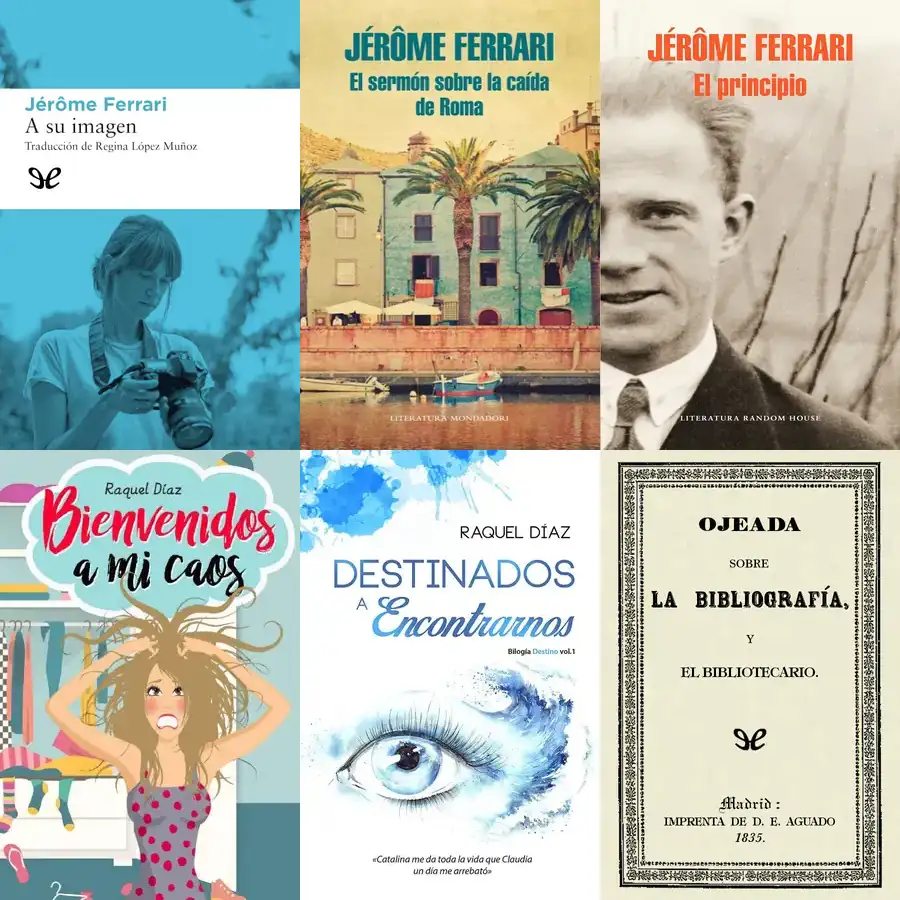 Jérôme Ferrari
A su imagen
Traducción de Regina López Muñoz
JÉRÔME FERRARI
El sermón sobre la caída
de Roma
LITERATURA MONDADORI
JÉRÔME FERRARI
El principio
LITERATURA RANDOM HOUSE
Raquel Díaz
Bienvenidos
a mi caos
RAQUEL DÍAZ
DESTINADOS
A Encontrarnos
Bilogía Destino vol.1
«Catalina me da toda la vida que Claudia
un día me arrebató»
OJEADA
SOBRE
LA BIBLIOGRAFÍA,
Y
EL BIBLIOTECARIO.
Madrid:
IMPRENTA DE D. E. AGUADO
1835.